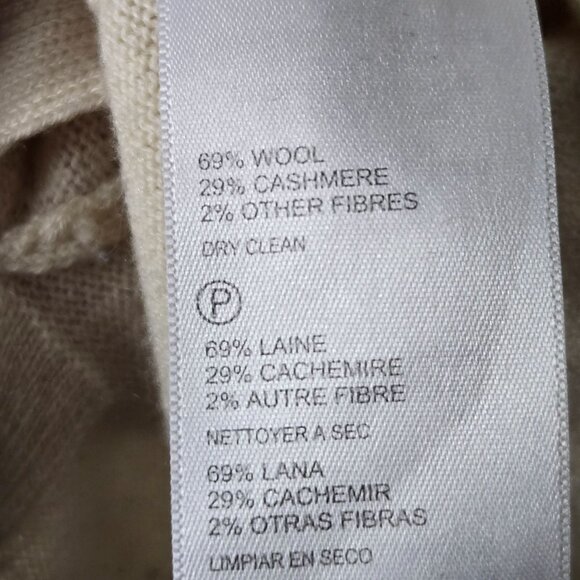 69% WOOL
29% CASHMERE
2% OTHER FIBRES
DRY CLEAN
P
69% LAINE
29% CACHEMIRE
2% AUTRE FIBRE
NETTOYER A SEC
69% LANA
29% CACHEMIR
2% OTRAS FIBRAS
LIMPIAR EN SECO